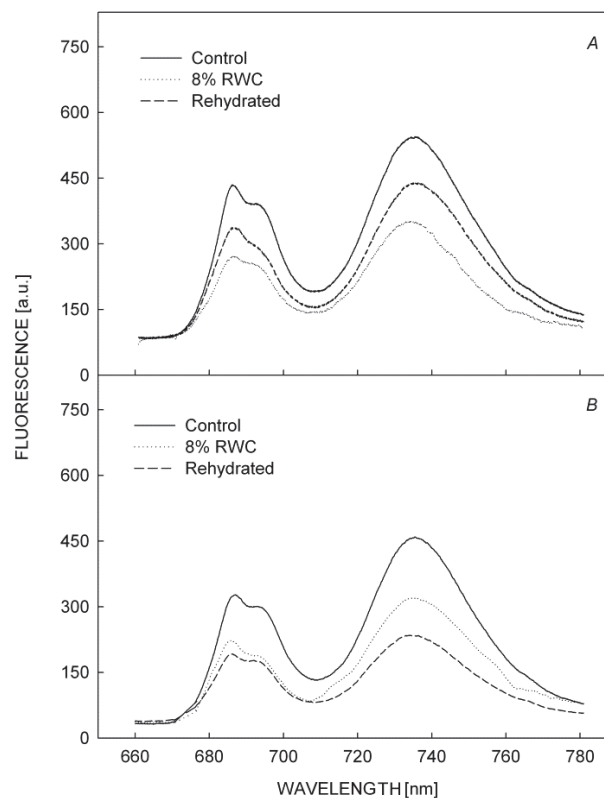 750
A
Control
8% RWC
Rehydrated
600
450
300
150
0
FLUORESCENCE [a.u.]
750
B
Control
8% RWC
Rehydrated
600
450
300
150
0
660 680 700 720 740 760 780
WAVELENGTH [nm]